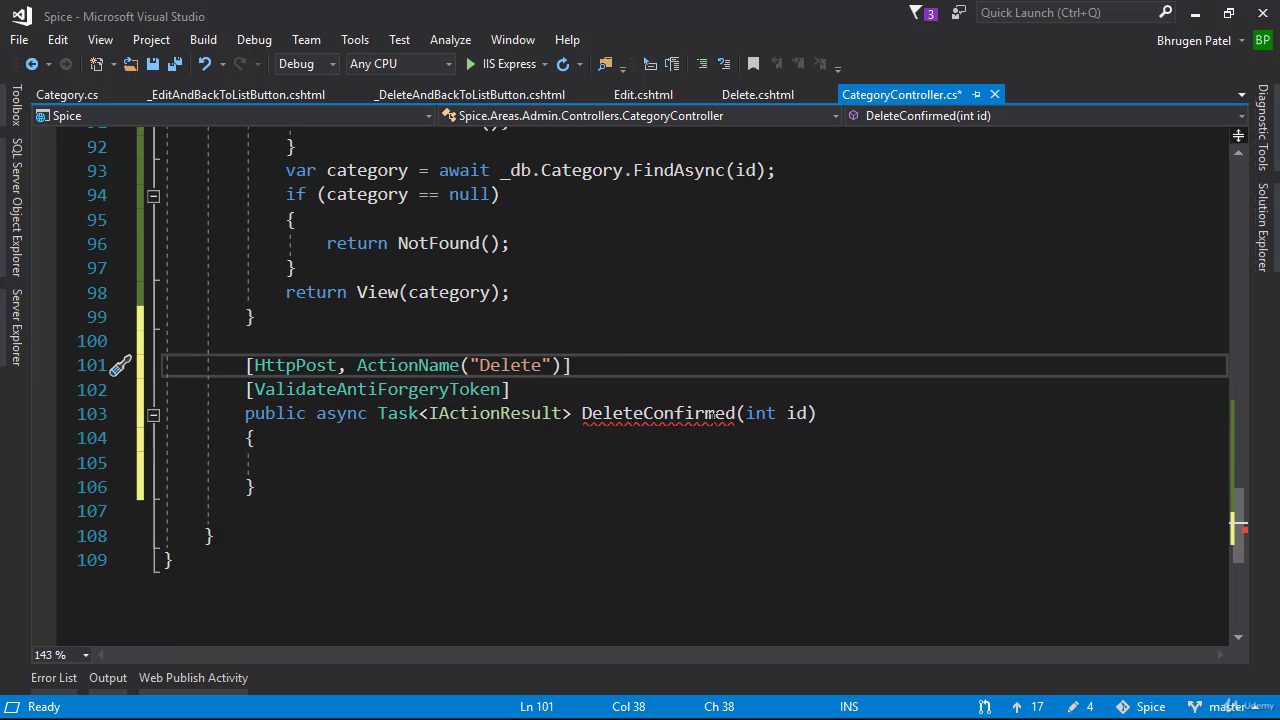 Spice - Microsoft Visual Studio
3
Quick Launch (Ctrl+Q)
File Edit View Project Build Debug Team Tools Test Analyze Window Help
Bhrugen Patel BP
Debug Any CPU IIS Express
Category.cs _EditAndBackToListButton.cshtml _DeleteAndBackToListButton.cshtml Edit.cshtml Delete.cshtml CategoryController.cs*
Spice Spice.Areas.Admin.Controllers.CategoryController DeleteConfirmed(int id)
Toolbox
SQL Server Object Explorer
Server Explorer
Diagnostic Tools
Solution Explorer
92 }
93 var category = await _db.Category.FindAsync(id);
94 if (category == null)
95 {
96 return NotFound();
97 }
98 return View(category);
99 }
100
101 [HttpPost, ActionName("Delete")]
102 [ValidateAntiForgeryToken]
103 public async Task<IActionResult> DeleteConfirmed(int id)
104 {
105
106 }
107
108 }
109 }
143 %
Error List Output Web Publish Activity
Ready Ln 101 Col 38 Ch 38 INS 17 4 Spice master
Udemy